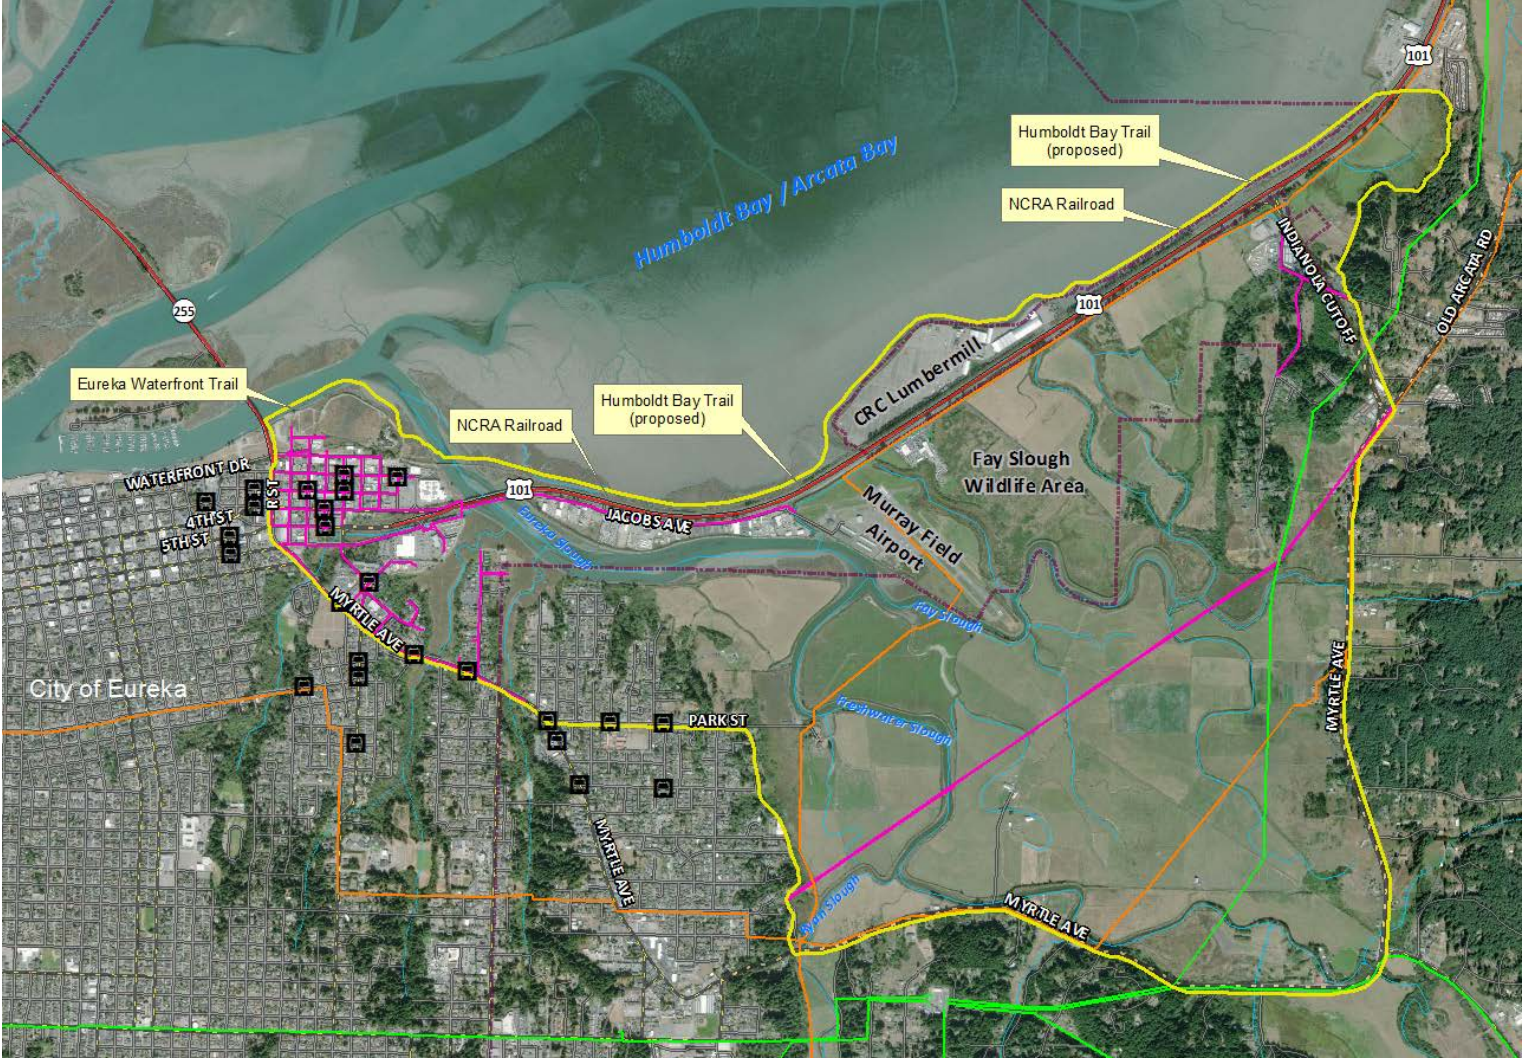 101
Humboldt Bay Trail
(proposed)
NCRA Railroad
Humboldt Bay / Arcata Bay
INDIANOLA CUTOFF
OLD ARCATA RD
255
101
Eureka Waterfront Trail
CRC Lumbermill
Humboldt Bay Trail
(proposed)
NCRA Railroad
WATERFRONT DR
R ST
4TH ST
5TH ST
101
JACOBS AVE
Eureka Slough
Murray Field
Airport
Fay Slough
Wildlife Area
Fay Slough
MYRTLE AVE
City of Eureka
PARK ST
Freshwater Slough
MYRTLE AVE
MYRTLE AVE
Ryan Slough
MYRTLE AVE